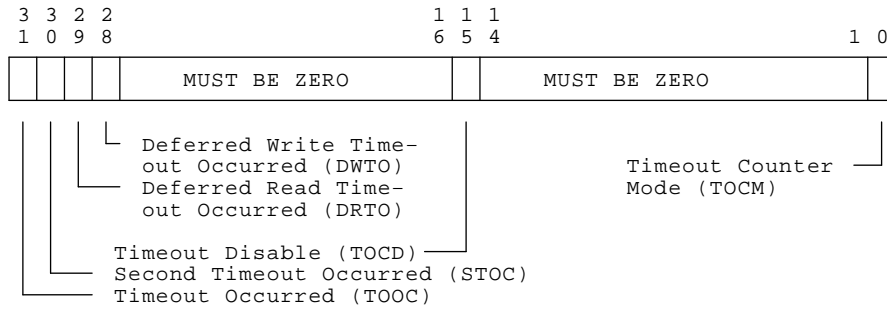 3 3 2 2 1 1 1
1 0 9 8 6 5 4 1 0
MUST BE ZERO MUST BE ZERO
Deferred Write Time-
out Occurred (DWTO)
Deferred Read Time-
out Occurred (DRTO)
Timeout Counter
Mode (TOCM)
Timeout Disable (TOCD)
Second Timeout Occurred (STOC)
Timeout Occurred (TOOC)